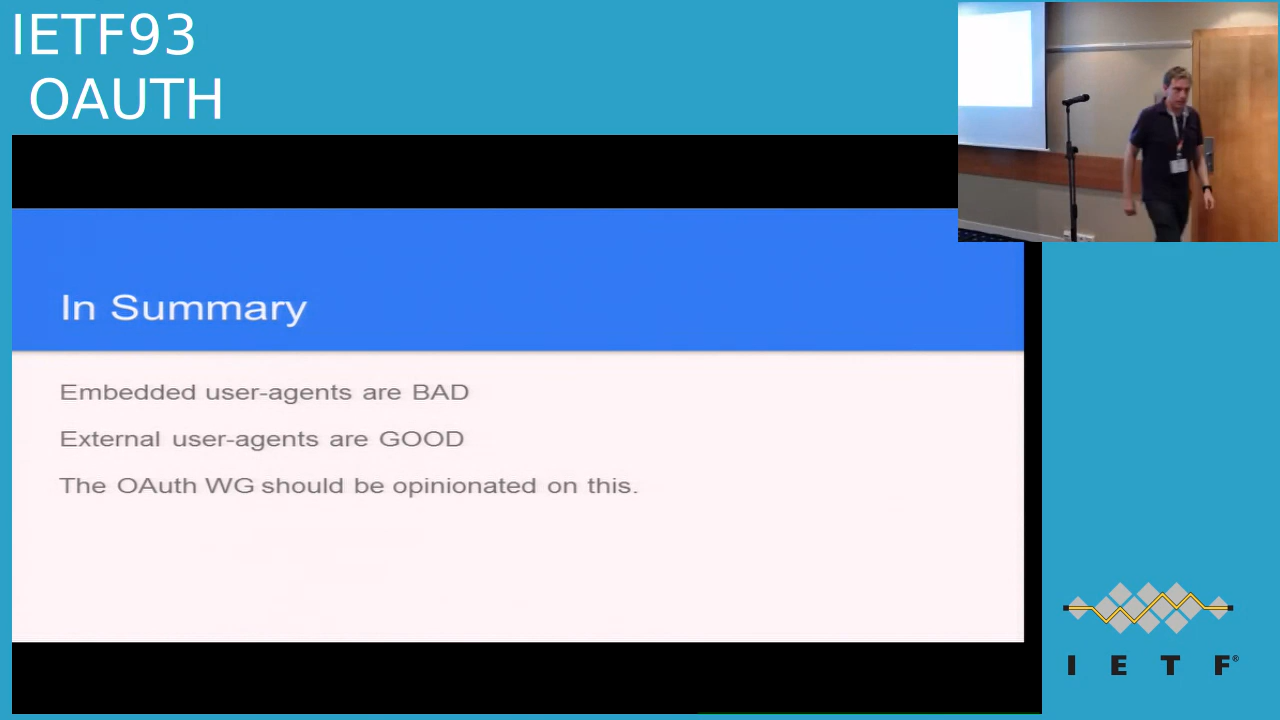 IETF93
OAUTH
In Summary
Embedded user-agents are BAD
External user-agents are GOOD
The OAuth WG should be opinionated on this.
I E T F®